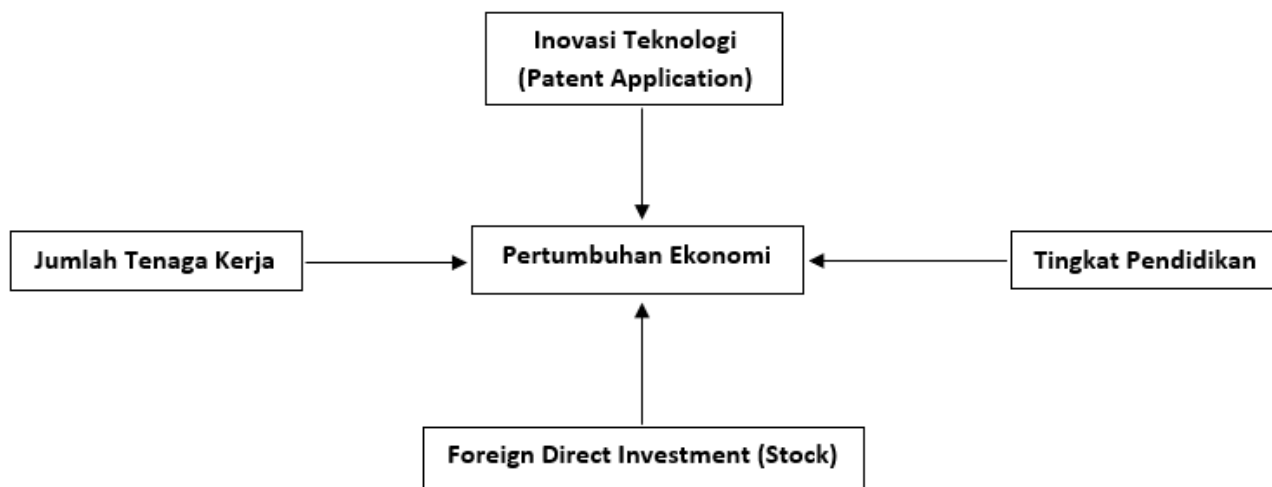 Inovasi Teknologi
(Patent Application)
Jumlah Tenaga Kerja
Pertumbuhan Ekonomi
Tingkat Pendidikan
Foreign Direct Investment (Stock)